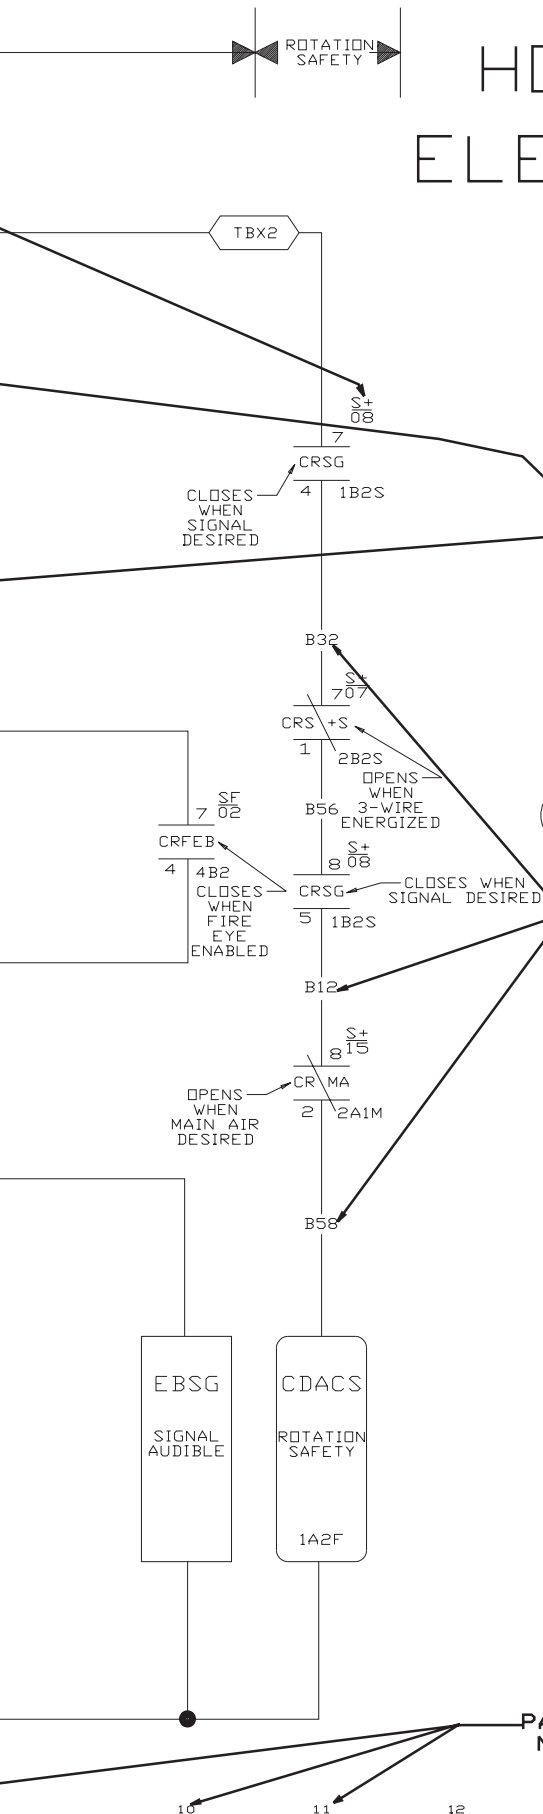 ROTATION
SAFETY
HD
ELE
TBX2
S+
08
7
CRSG
4
1B2S
CLOSES
WHEN
SIGNAL
DESIRED
B32
S+
07
7
CRS +S
1
2B2S
OPENS
WHEN
3-WIRE
ENERGIZED
B56
SF
02
7
CRFEB
4
4B2
CLOSES
WHEN
FIRE
EYE
ENABLED
S+
08
8
CRSG
5
1B2S
CLOSES WHEN
SIGNAL DESIRED
B12
S+
15
8
CR MA
2
2A1M
OPENS
WHEN
MAIN AIR
DESIRED
B58
EBSG
SIGNAL
AUDIBLE
CDACS
ROTATION
SAFETY
1A2F
PA
10
11
12